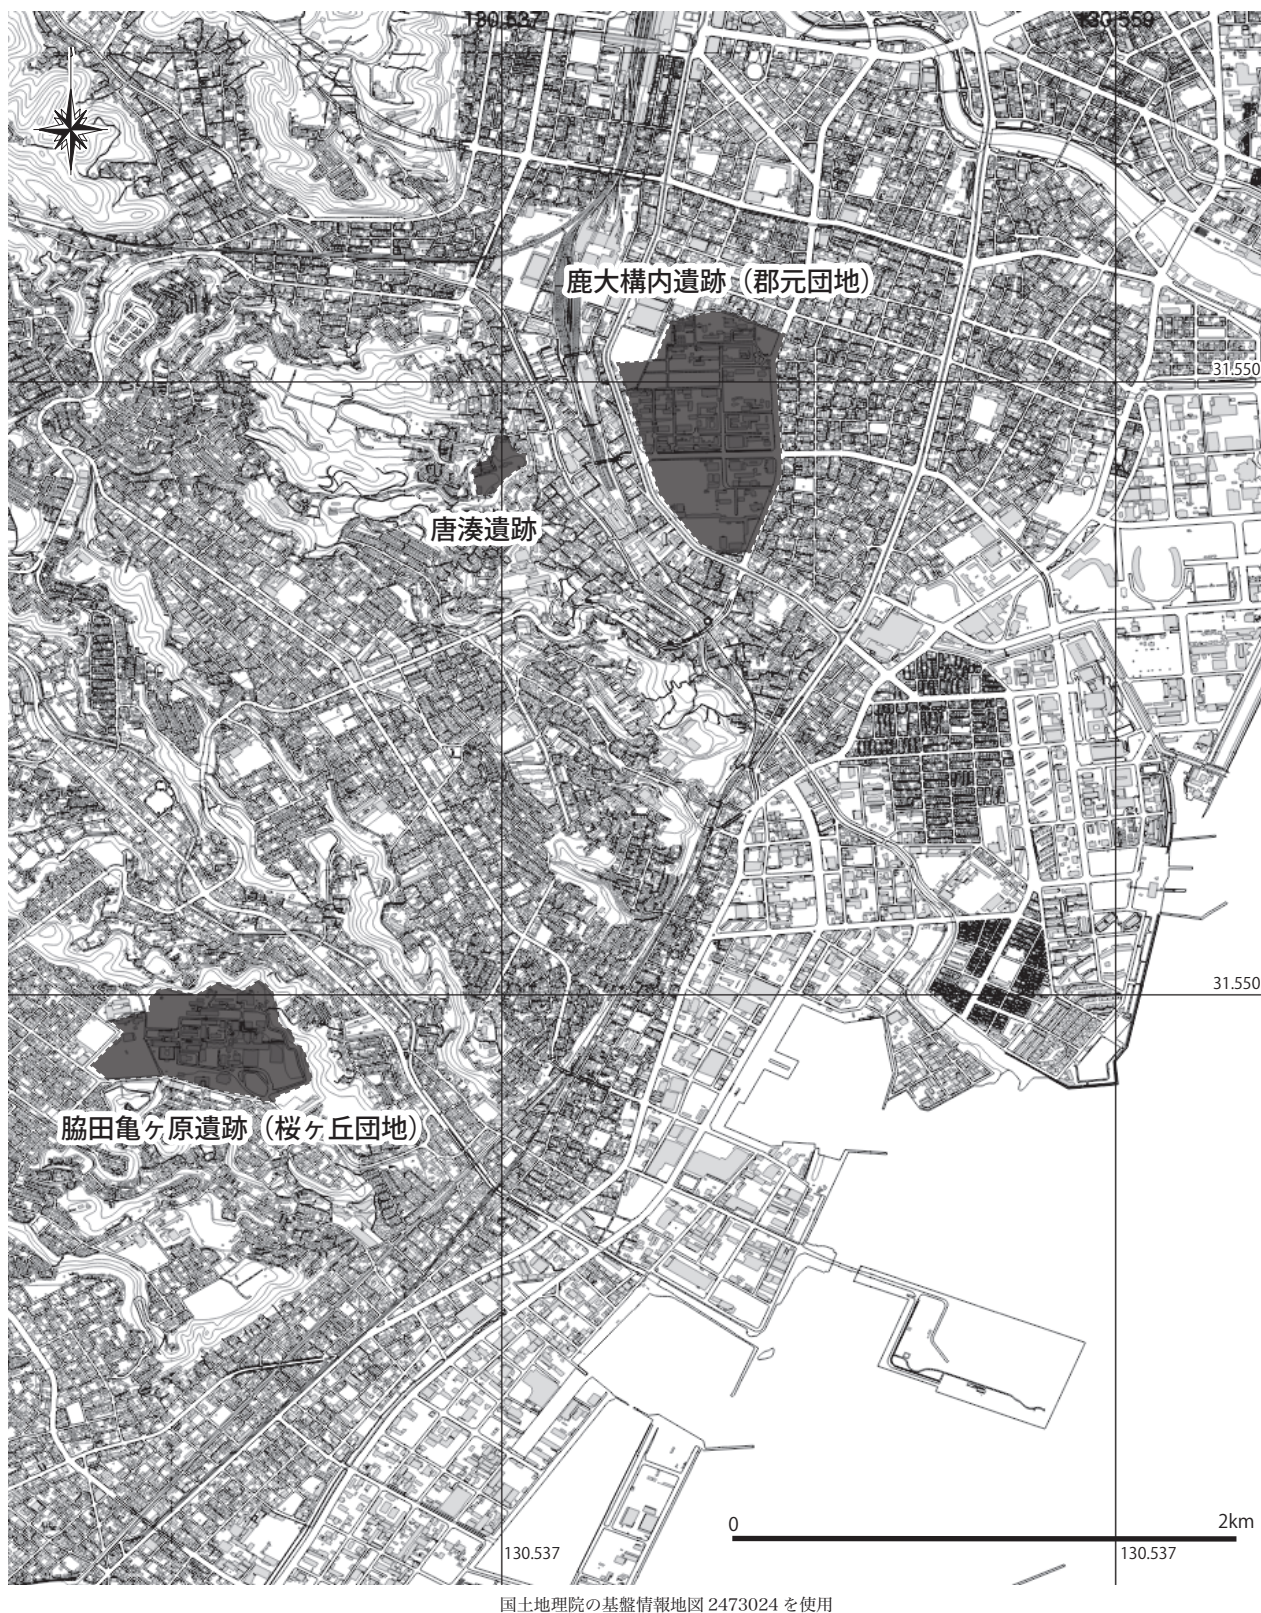 130.537
130.559
鹿大構内遺跡（郡元団地）
31.550
唐湊遺跡
31.550
脇田亀ヶ原遺跡（桜ヶ丘団地）
0
2km
130.537
130.537
国土地理院の基盤情報地図 2473024 を使用